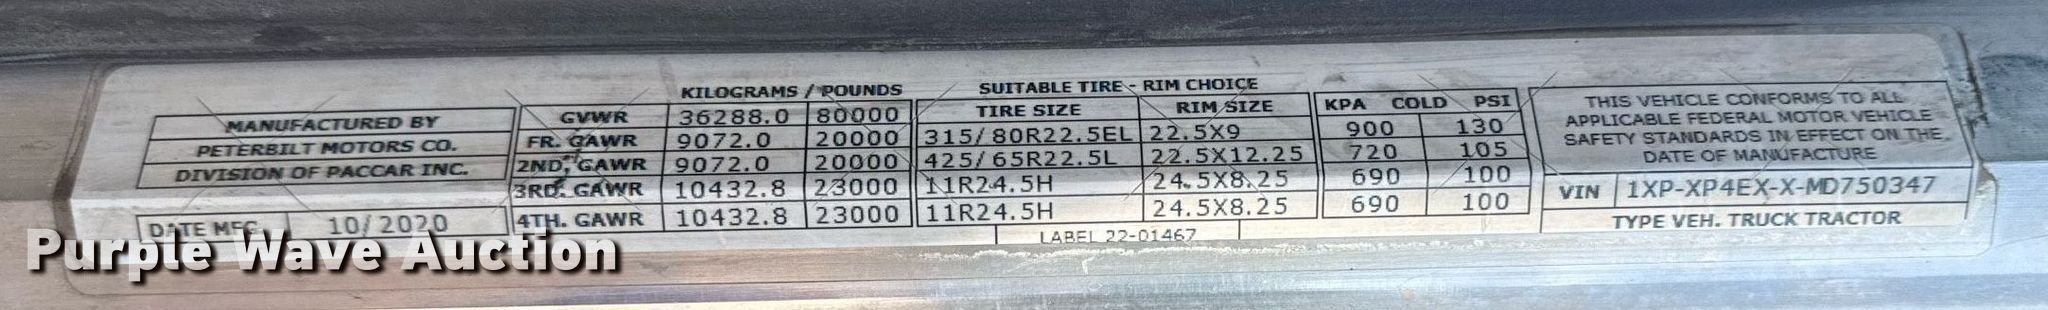 KILOGRAMS / POUNDS SUITABLE TIRE - RIM CHOICE
MANUFACTURED BY
PETERBILT MOTORS CO.
DIVISION OF PACCAR INC.
DATE MFG. 10/2020
GVWR 36288.0 80000 TIRE SIZE RIM SIZE KPA COLD PSI
FR. GAWR 9072.0 20000 315/80R22.5EL 22.5X9 900 130
2ND. GAWR 9072.0 20000 425/65R22.5L 22.5X12.25 720 105
3RD. GAWR 10432.8 23000 11R24.5H 24.5X8.25 690 100
4TH. GAWR 10432.8 23000 11R24.5H 24.5X8.25 690 100
LABEL 22-01467
THIS VEHICLE CONFORMS TO ALL
APPLICABLE FEDERAL MOTOR VEHICLE
SAFETY STANDARDS IN EFFECT ON THE
DATE OF MANUFACTURE
VIN 1XP-XP4EX-X-MD750347
TYPE VEH. TRUCK TRACTOR
Purple Wave Auction